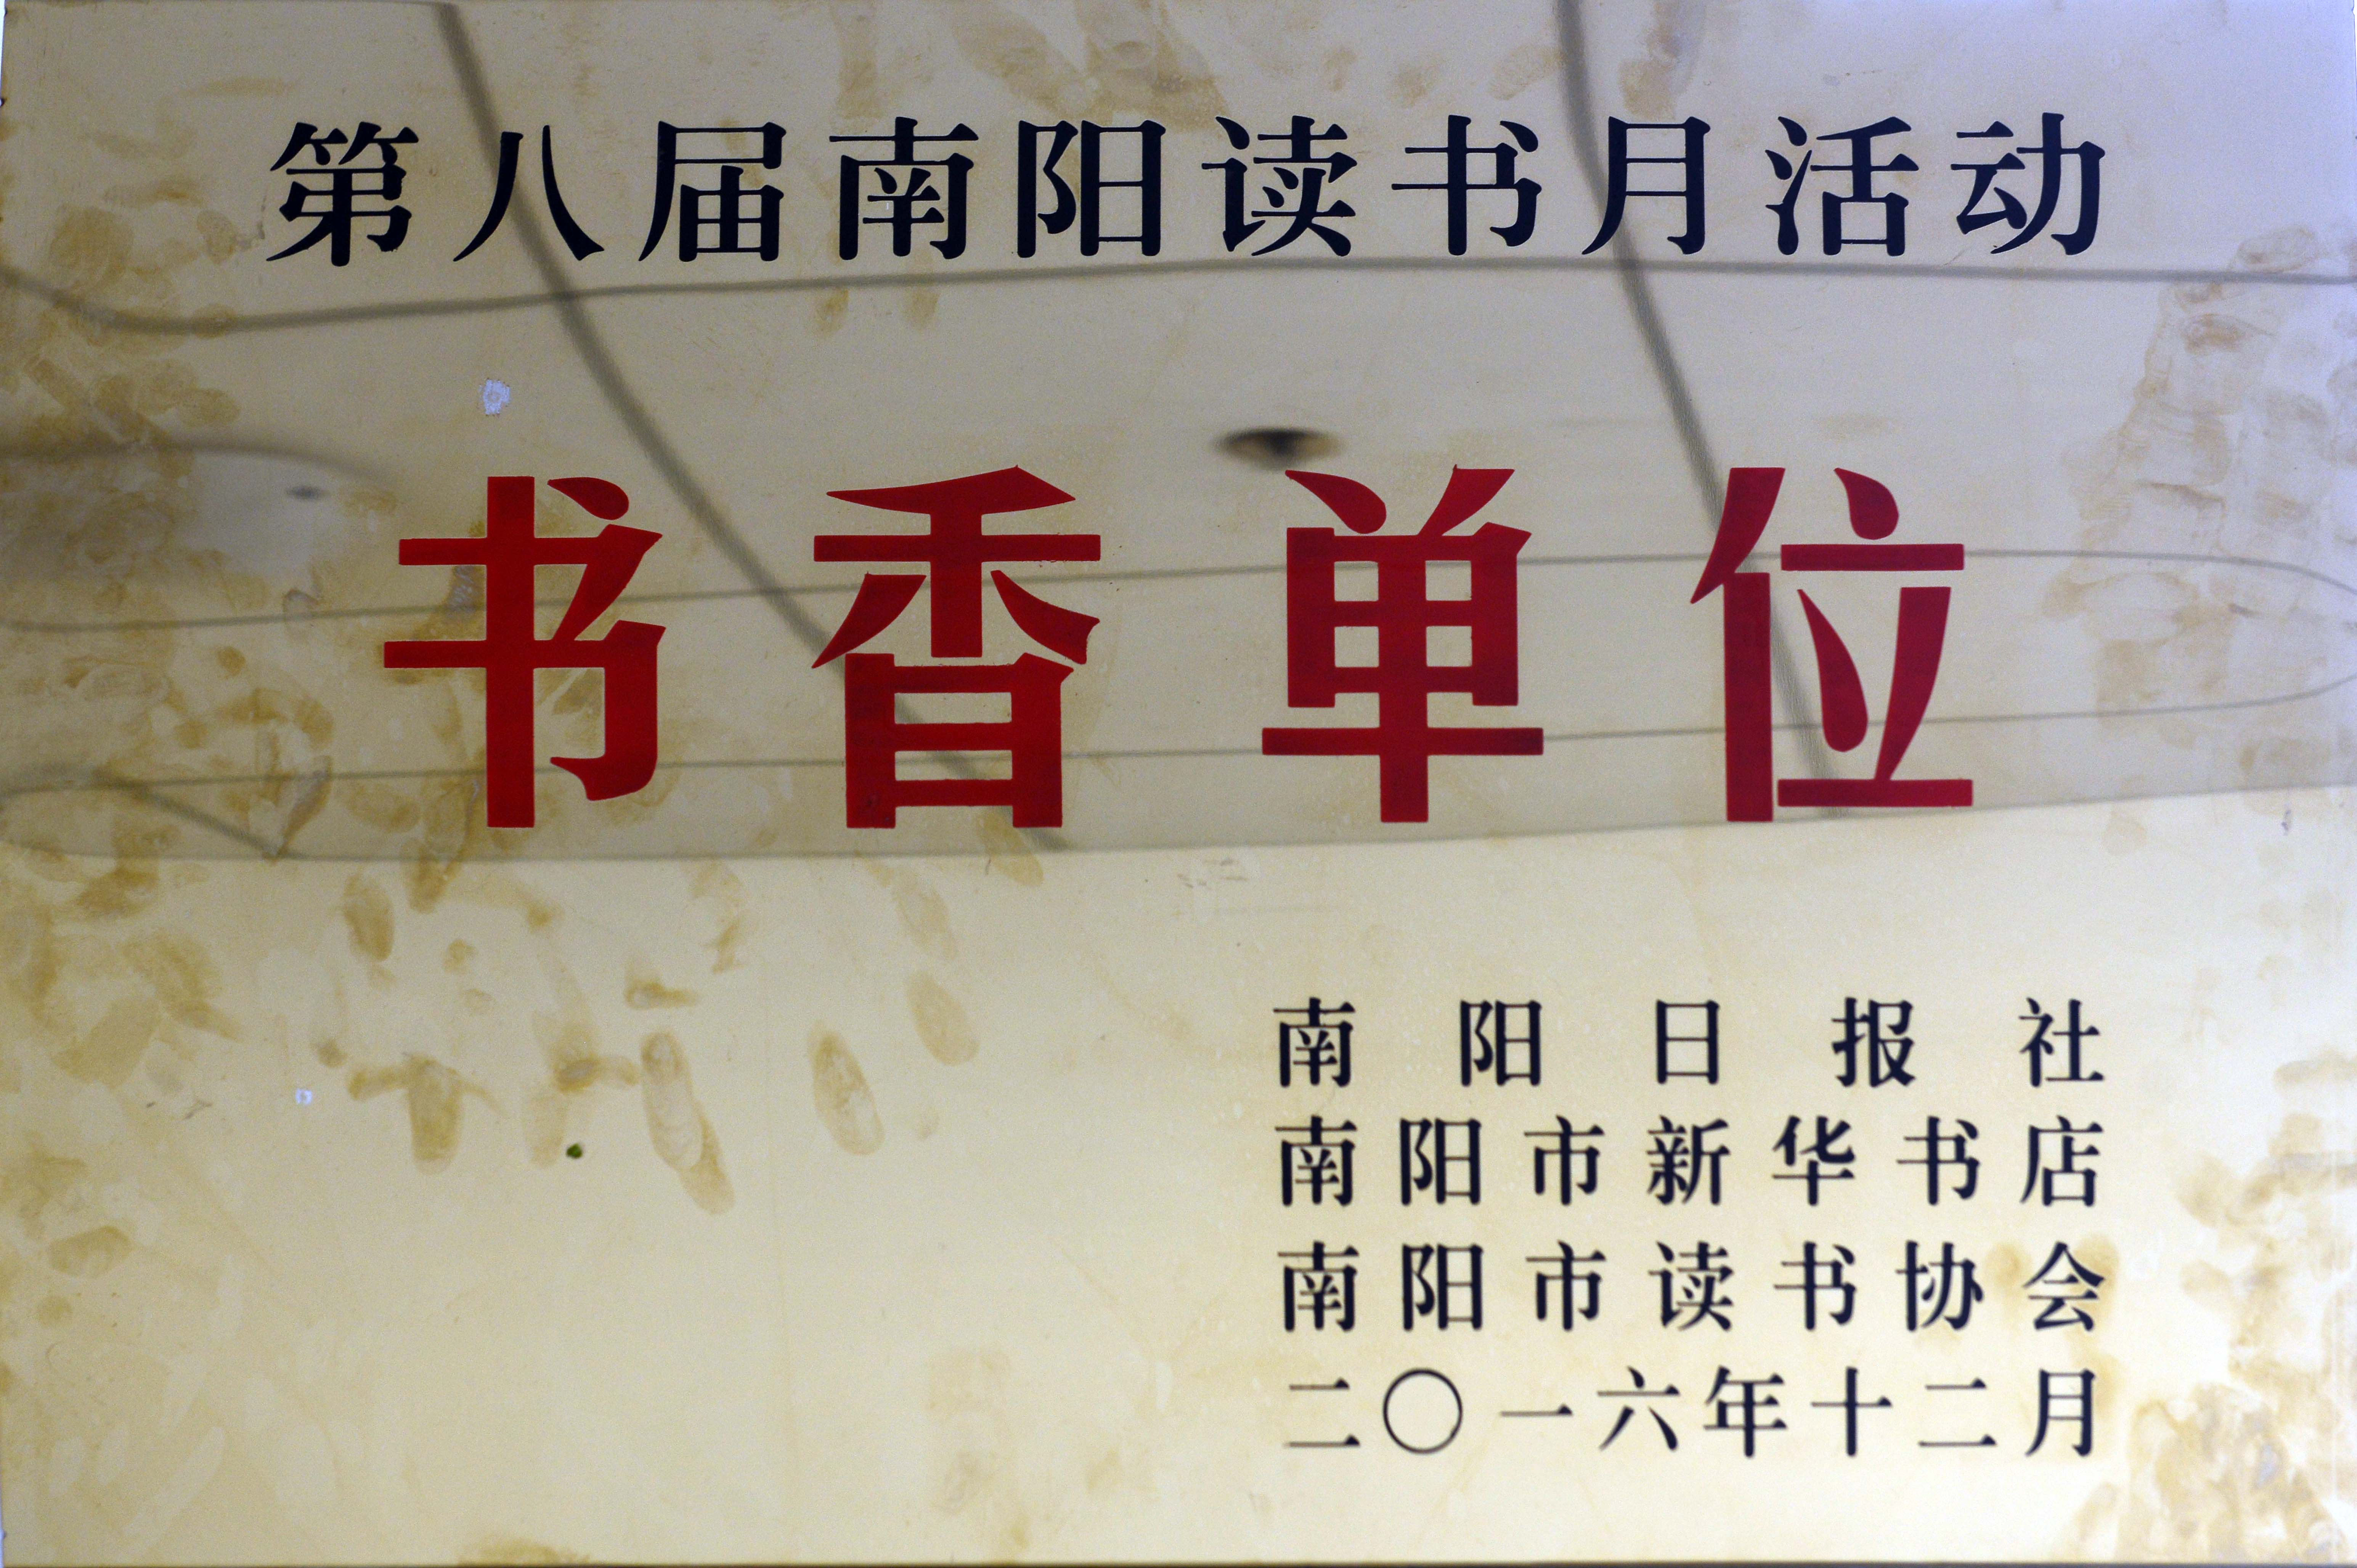 第八届南阳读书月活动
书香单位
南阳日报社
南阳市新华书店
南阳市读书协会
二〇一六年十二月